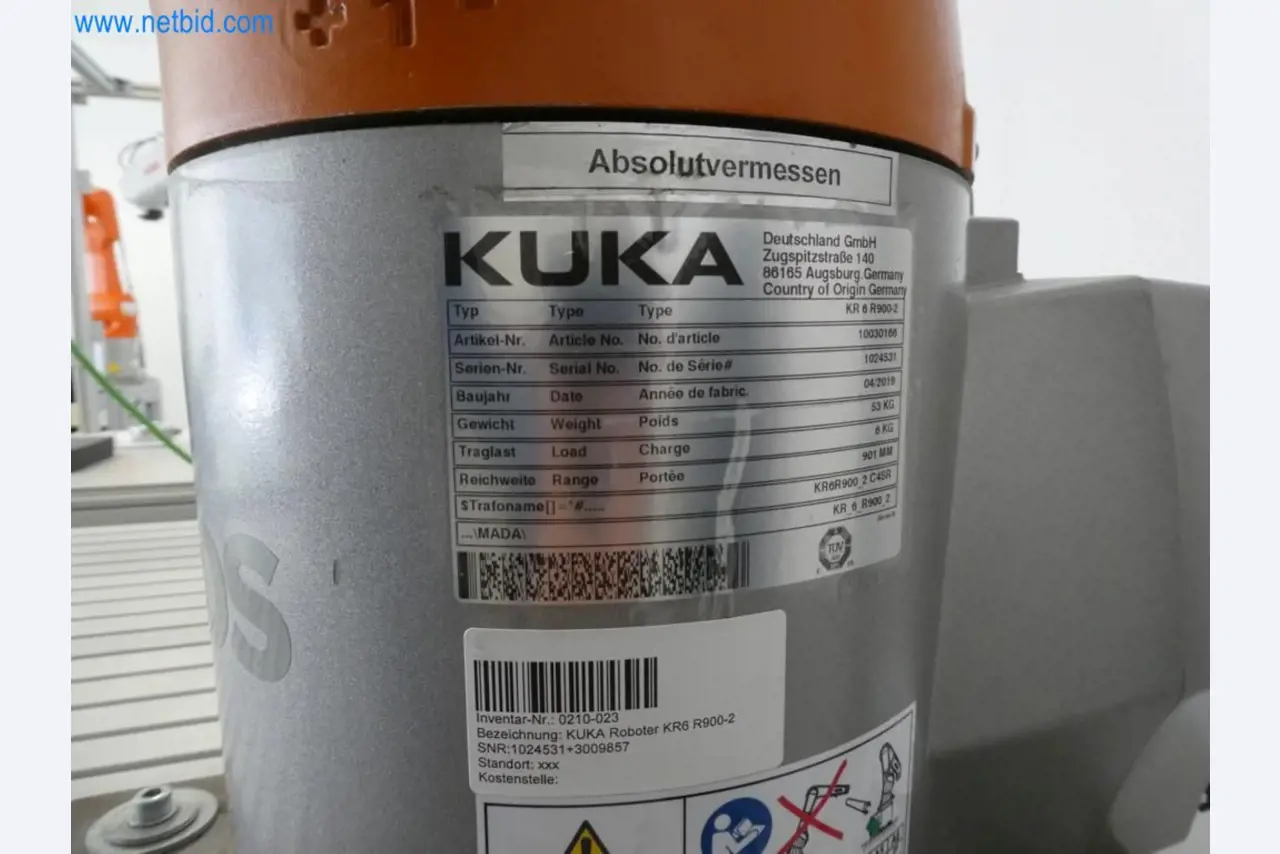 www.netbid.com
+1
Absolutvermessen
KUKA
Deutschland GmbH
Zugspitzstraße 140
86165 Augsburg.Germany
Country of Origin Germany
Typ Type Type KR 6 R900-2
Artikel-Nr. Article No. No. d'article 10030166
Serien-Nr. Serial No. No. de Série# 1024531
Baujahr Date Année de fabric. 04/2019
Gewicht Weight Poids 53 KG
Traglast Load Charge 6 KG
Reichweite Range Portée 901 MM
$Trafoname[]="#..... KR6R900_2 C4SR
...\MADA\ KR_6_R900_2
TÜV
OS
Inventar-Nr.: 0210-023
Bezeichnung: KUKA Roboter KR6 R900-2
SNR:1024531+3009857
Standort: xxx
Kostenstelle: